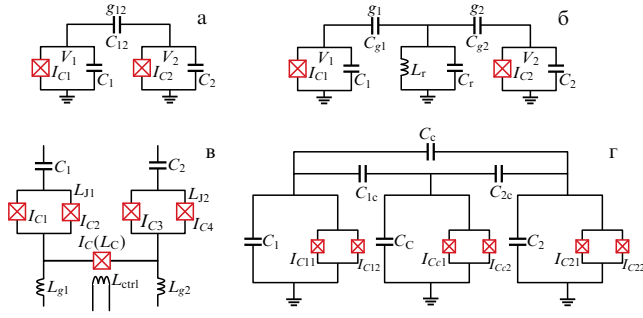 g12 а
C12
V1 V2
IC1 C1 IC2 C2
g1 g2 б
Cg1 Cg2
V1 V2
IC1 C1 Lr Cr IC2 C2
C1 C2 в
LJ1 LJ2
IC1 IC2 IC3 IC4
IC(LC)
Lg1 Lctrl Lg2
Cc г
C1c C2c
C1 CC C2
IC11 IC12 ICc1 ICc2 IC21 IC22